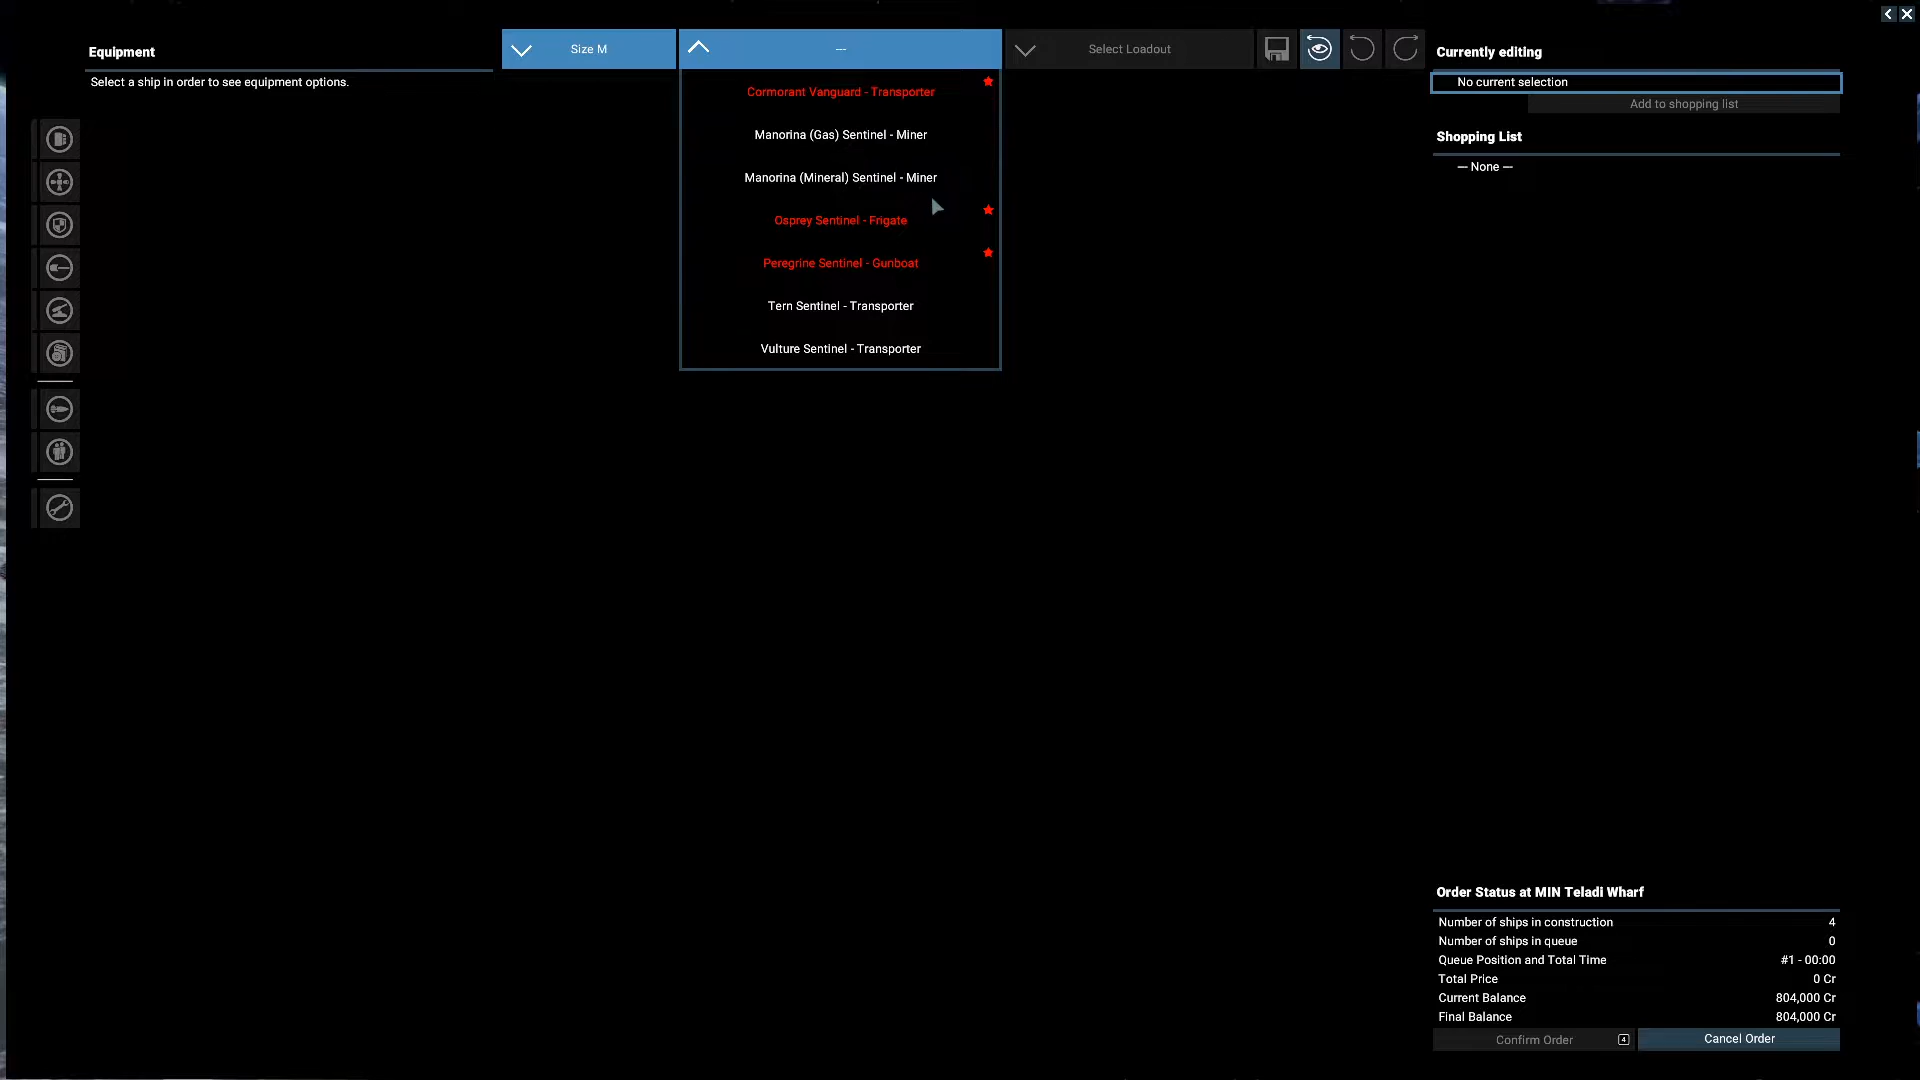 Equipment
Select a ship in order to see equipment options.
Size M
---
Select Loadout
Cormorant Vanguard - Transporter
Manorina (Gas) Sentinel - Miner
Manorina (Mineral) Sentinel - Miner
Osprey Sentinel - Frigate
Peregrine Sentinel - Gunboat
Tern Sentinel - Transporter
Vulture Sentinel - Transporter
Currently editing
No current selection
Add to shopping list
Shopping List
— None —
Order Status at MIN Teladi Wharf
Number of ships in construction 4
Number of ships in queue 0
Queue Position and Total Time #1 - 00:00
Total Price 0 Cr
Current Balance 804,000 Cr
Final Balance 804,000 Cr
Confirm Order 4
Cancel Order